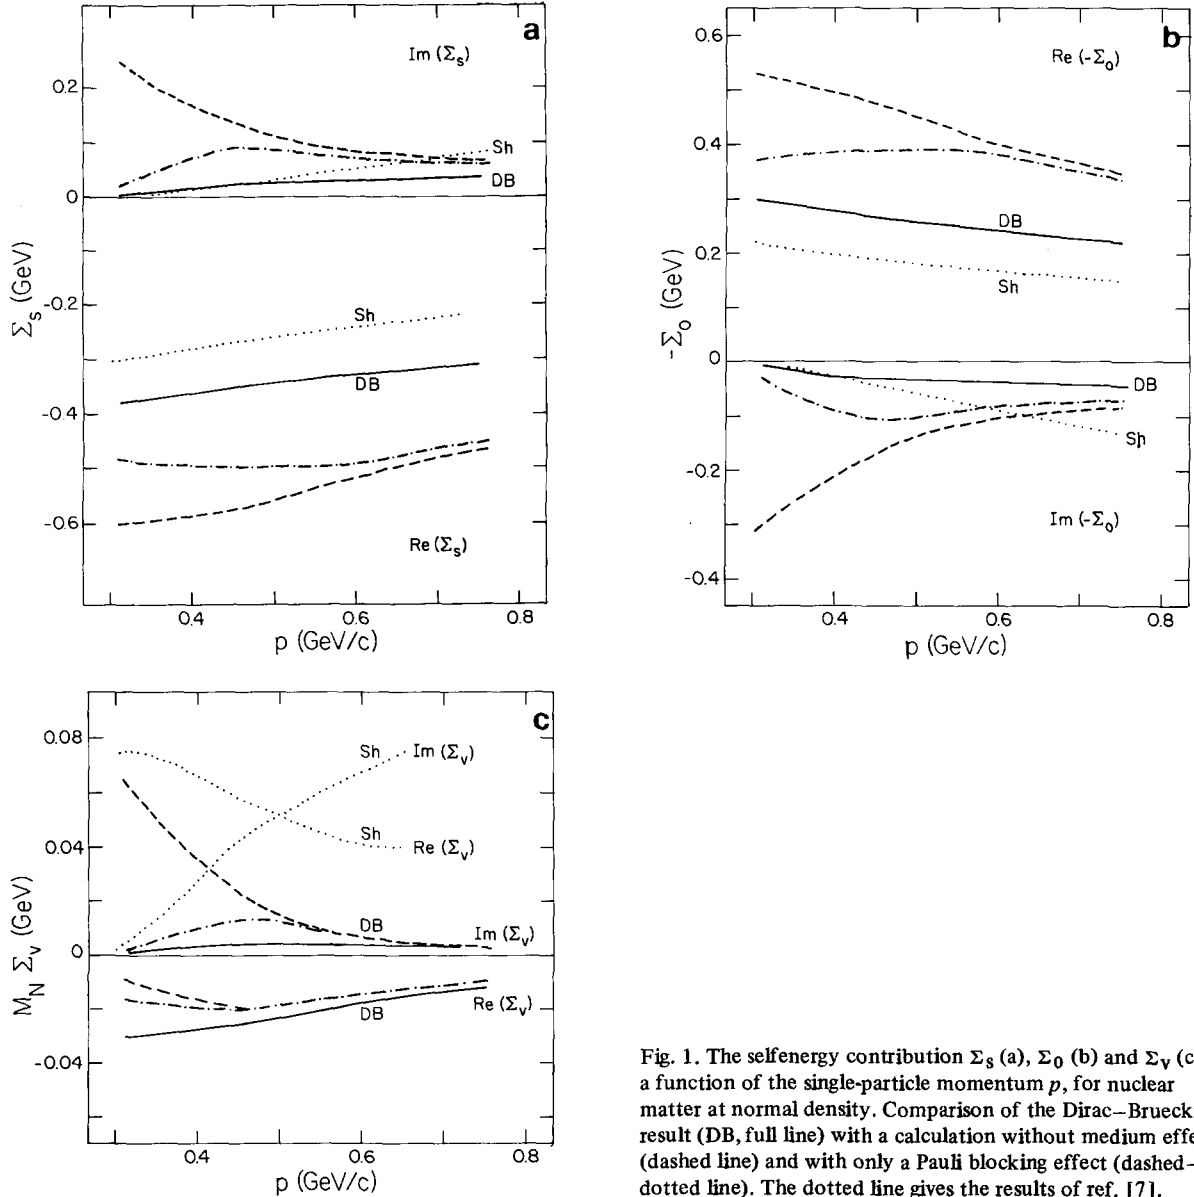 a
Im (Σs)
0.2
Sh
DB
0
Σs (GeV)
-0.2
Sh
DB
-0.4
-0.6
Re (Σs)
0.4
0.6
0.8
p (GeV/c)
0.6
b
Re (-Σ0)
0.4
DB
0.2
Sh
-Σ0 (GeV)
0
DB
Sh
-0.2
Im (-Σ0)
-0.4
0.4
0.6
0.8
p (GeV/c)
c
0.08
Sh
Im (Σv)
Sh
Re (Σv)
0.04
DB
Im (Σv)
0
MN Σv (GeV)
Re (Σv)
DB
-0.04
0.4
0.6
0.8
p (GeV/c)
Fig. 1. The selfenergy contribution Σs (a), Σ0 (b) and Σv (c
a function of the single-particle momentum p, for nuclear
matter at normal density. Comparison of the Dirac–Brueck
result (DB, full line) with a calculation without medium effe
(dashed line) and with only a Pauli blocking effect (dashed–
dotted line). The dotted line gives the results of ref. [7].